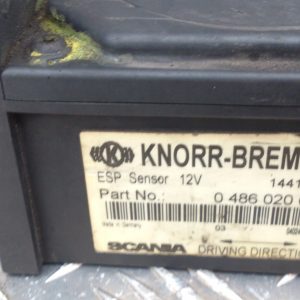 KNORR-BREM
ESP Sensor 12V 1441
Part No.: 0 486 020
Made in Germany
03
SCANIA DRIVING DIRECTI